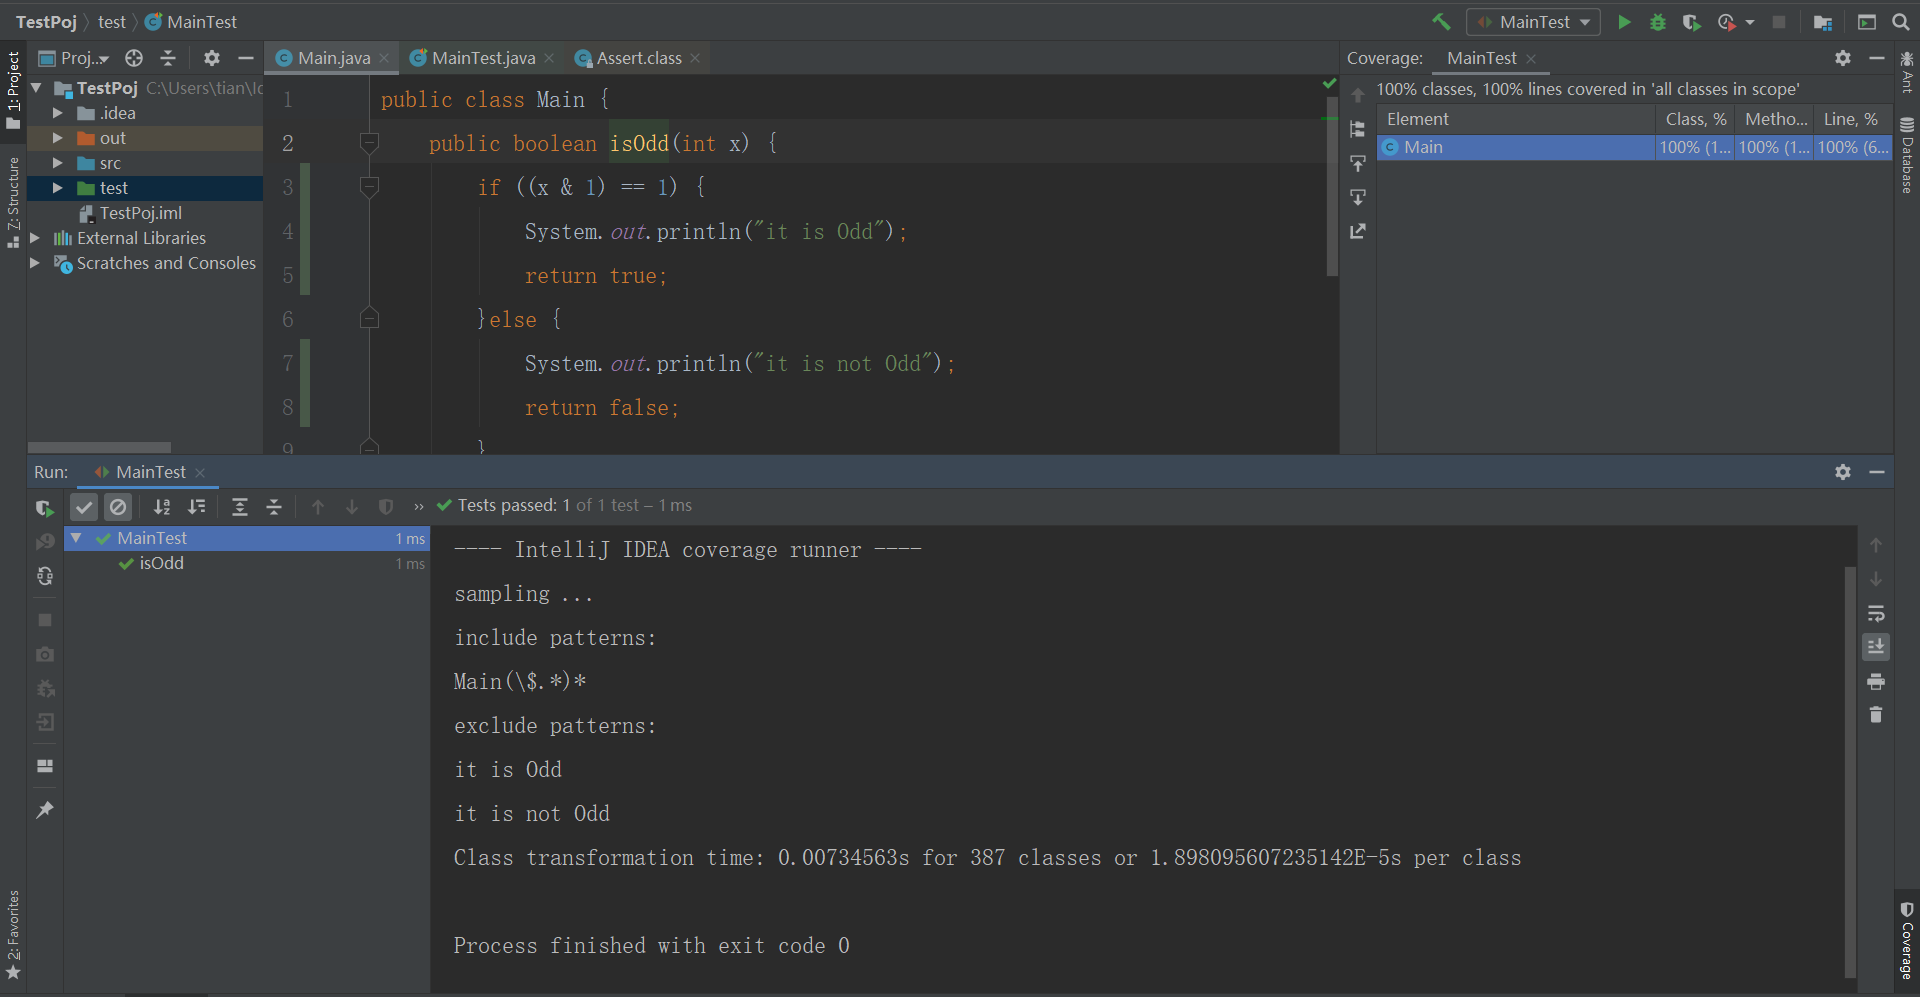 TestPoj test MainTest
MainTest
1: Project
7: Structure
2: Favorites
Proj...
TestPoj C:\Users\tian\Ic
.idea
out
src
test
TestPoj.iml
External Libraries
Scratches and Consoles
Main.java MainTest.java Assert.class
1 public class Main {
2 public boolean isOdd(int x) {
3 if ((x & 1) == 1) {
4 System.out.println("it is Odd");
5 return true;
6 }else {
7 System.out.println("it is not Odd");
8 return false;
9 }
Coverage: MainTest
100% classes, 100% lines covered in 'all classes in scope'
Element Class, % Metho... Line, %
Main 100% (1... 100% (1... 100% (6...
Ant
Database
Coverage
Run: MainTest
Tests passed: 1 of 1 test – 1 ms
MainTest 1 ms
isOdd 1 ms
---- IntelliJ IDEA coverage runner ----
sampling ...
include patterns:
Main(\$.*)*
exclude patterns:
it is Odd
it is not Odd
Class transformation time: 0.00734563s for 387 classes or 1.898095607235142E-5s per class
Process finished with exit code 0